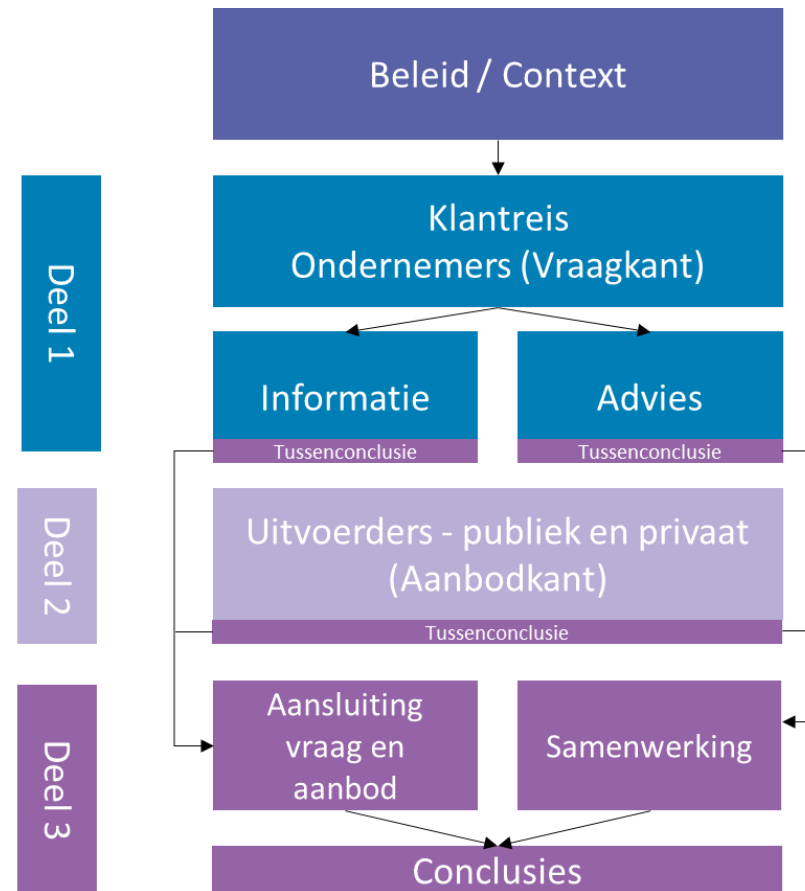 Beleid / Context
Deel 1
Klantreis
Ondernemers (Vraagkant)
Informatie
Advies
Tussenconclusie
Tussenconclusie
Deel 2
Uitvoerders - publiek en privaat
(Aanbodkant)
Tussenconclusie
Deel 3
Aansluiting
vraag en
aanbod
Samenwerking
Conclusies